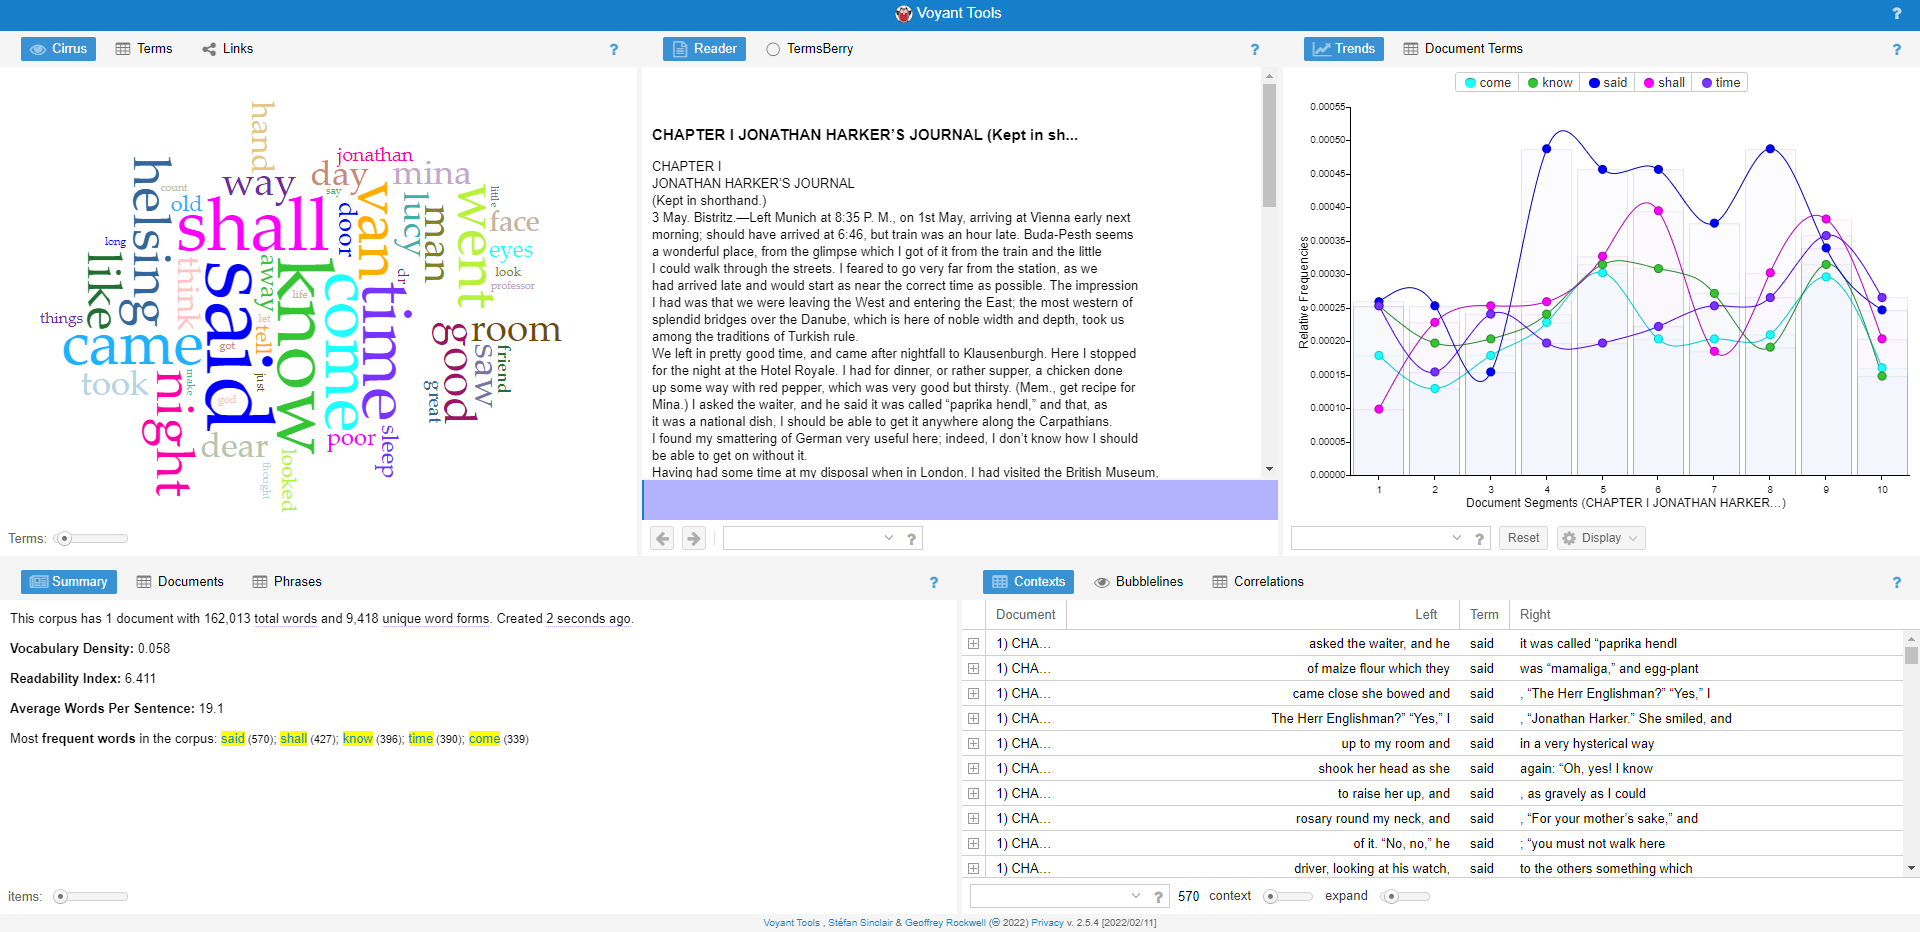 Voyant Tools
?
Cirrus Terms Links ?
hand
jonathan
helsing
count
day
mina
way
say
old
van
lucy
little
went
shall
door
man
face
long
eyes
like
think
away
dr
look
said
know
come
time
life
professor
things
let
tell
good
room
came
got
saw
friend
took
make
just
great
might
god
dear
poor
sleep
thought
looked
Terms:
Reader TermsBerry ?
CHAPTER I JONATHAN HARKER’S JOURNAL (Kept in sh...
CHAPTER I
JONATHAN HARKER’S JOURNAL
(Kept in shorthand.)
3 May. Bistritz.—Left Munich at 8:35 P. M., on 1st May, arriving at Vienna early next
morning; should have arrived at 6:46, but train was an hour late. Buda-Pesth seems
a wonderful place, from the glimpse which I got of it from the train and the little
I could walk through the streets. I feared to go very far from the station, as we
had arrived late and would start as near the correct time as possible. The impression
I had was that we were leaving the West and entering the East; the most western of
splendid bridges over the Danube, which is here of noble width and depth, took us
among the traditions of Turkish rule.
We left in pretty good time, and came after nightfall to Klausenburgh. Here I stopped
for the night at the Hotel Royale. I had for dinner, or rather supper, a chicken done
up some way with red pepper, which was very good but thirsty. (Mem., get recipe for
Mina.) I asked the waiter, and he said it was called “paprika hendl,” and that, as
it was a national dish, I should be able to get it anywhere along the Carpathians.
I found my smattering of German very useful here; indeed, I don’t know how I should
be able to get on without it.
Having had some time at my disposal when in London, I had visited the British Museum,
?
Trends Document Terms ?
come know said shall time
0.00055
0.00050
0.00045
0.00040
0.00035
0.00030
0.00025
0.00020
0.00015
0.00010
0.00005
0.00000
Relative Frequencies
1 2 3 4 5 6 7 8 9 10
Document Segments (CHAPTER I JONATHAN HARKER...)
? Reset Display
Summary Documents Phrases ?
This corpus has 1 document with 162,013 total words and 9,418 unique word forms. Created 2 seconds ago.
Vocabulary Density: 0.058
Readability Index: 6.411
Average Words Per Sentence: 19.1
Most frequent words in the corpus: said (570); shall (427); know (396); time (390); come (339)
items:
Contexts Bubblelines Correlations ?
Document Left Term Right
1) CHA... asked the waiter, and he said it was called “paprika hendl
1) CHA... of maize flour which they said was “mamaliga,” and egg-plant
1) CHA... came close she bowed and said , “The Herr Englishman?” “Yes,” I
1) CHA... The Herr Englishman?” “Yes,” I said , “Jonathan Harker.” She smiled, and
1) CHA... up to my room and said in a very hysterical way
1) CHA... shook her head as she said again: “Oh, yes! I know
1) CHA... to raise her up, and said , as gravely as I could
1) CHA... rosary round my neck, and said , “For your mother’s sake,” and
1) CHA... of it. “No, no,” he said ; “you must not walk here
1) CHA... driver, looking at his watch, said to the others something which
? 570 context expand
Voyant Tools , Stéfan Sinclair & Geoffrey Rockwell (© 2022) Privacy v. 2.5.4 [2022/02/11]